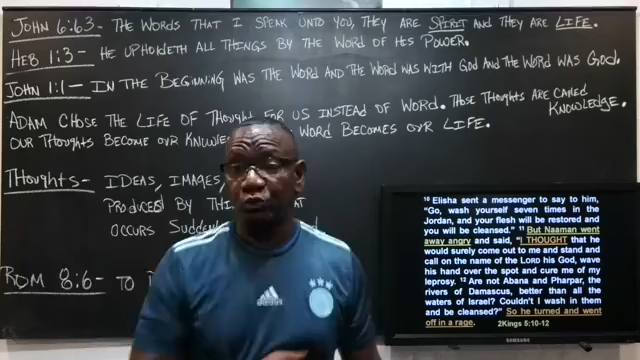 JOHN 6:63 - THE WORDS THAT I SPEAK UNTO YOU, THEY ARE SPIRIT AND THEY ARE LIFE.
HEB 1:3 - HE UPHOLDETH ALL THINGS BY THE WORD OF HIS POWER.
JOHN 1:1 - IN THE BEGINNING WAS THE WORD AND THE WORD WAS WITH GOD AND THE WORD WAS GOD.
ADAM CHOSE THE LIFE OF THOUGHT FOR US INSTEAD OF WORD. THOSE THOUGHTS ARE CALLED KNOWLEDGE.
OUR THOUGHTS BECOME OUR WORD BECOMES OUR LIFE.
THOUGHTS - IDEAS, IMAGES,
PRODUCED BY
OCCURS
ROM 8:6 - TO
adidas
10 Elisha sent a messenger to say to him,
"Go, wash yourself seven times in the
Jordan, and your flesh will be restored and
you will be cleansed." 11 But Naaman went
away angry and said, "I THOUGHT that he
would surely come out to me and stand and
call on the name of the LORD his God, wave
his hand over the spot and cure me of my
leprosy. 12 Are not Abana and Pharpar, the
rivers of Damascus, better than all the
waters of Israel? Couldn't I wash in them
and be cleansed?" So he turned and went
off in a rage. 2Kings 5:10-12
SAMSUNG